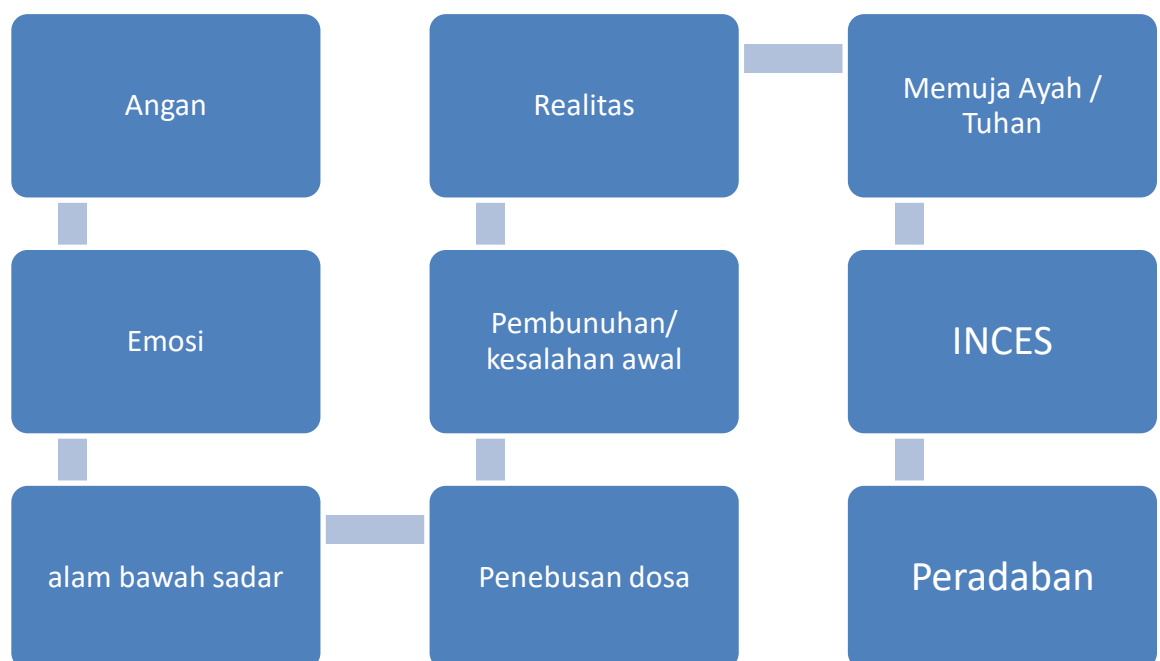 Angan
Emosi
alam bawah sadar
Penebusan dosa
Pembunuhan/
kesalahan awal
Realitas
Memuja Ayah /
Tuhan
INCES
Peradaban